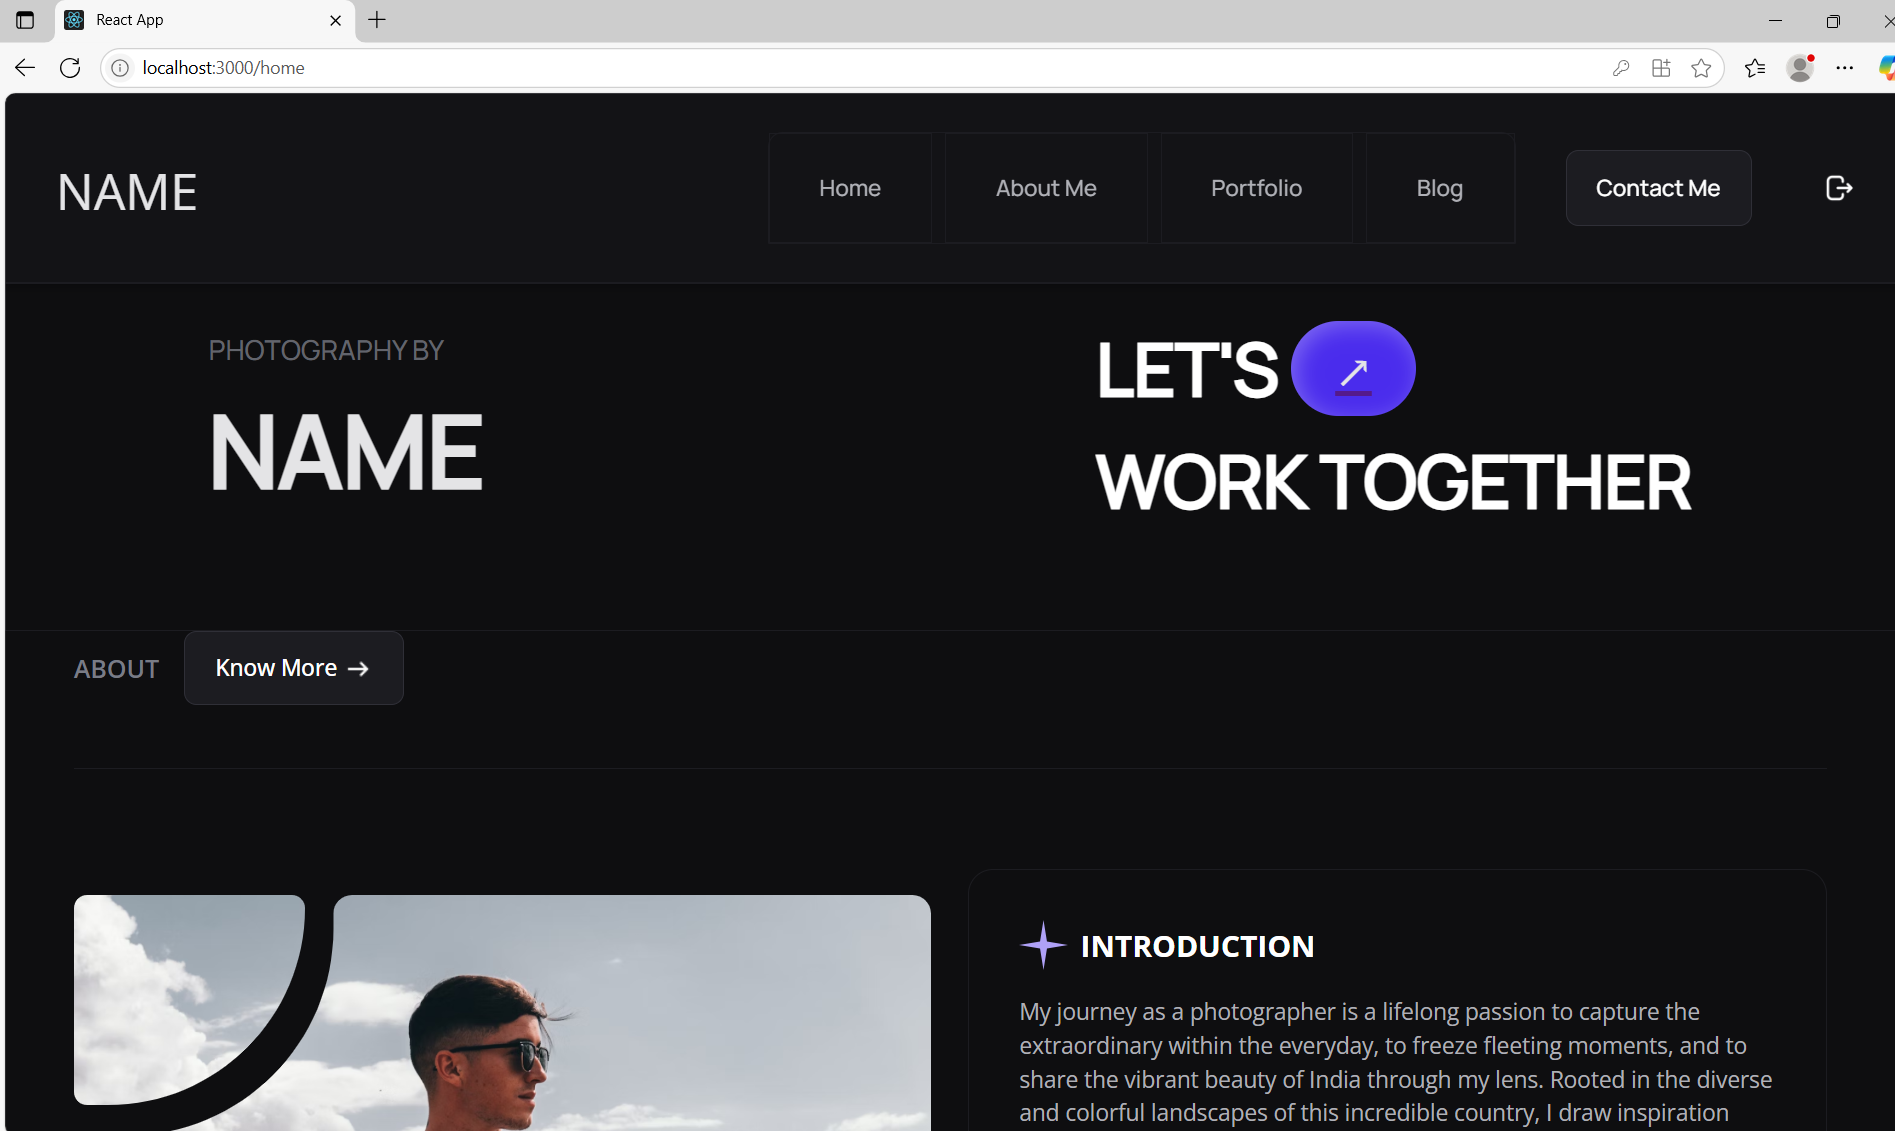 React App
localhost:3000/home
NAME
Home
About Me
Portfolio
Blog
Contact Me
PHOTOGRAPHY BY
NAME
LET'S
WORK TOGETHER
ABOUT
Know More →
INTRODUCTION
My journey as a photographer is a lifelong passion to capture the
extraordinary within the everyday, to freeze fleeting moments, and to
share the vibrant beauty of India through my lens. Rooted in the diverse
and colorful landscapes of this incredible country, I draw inspiration